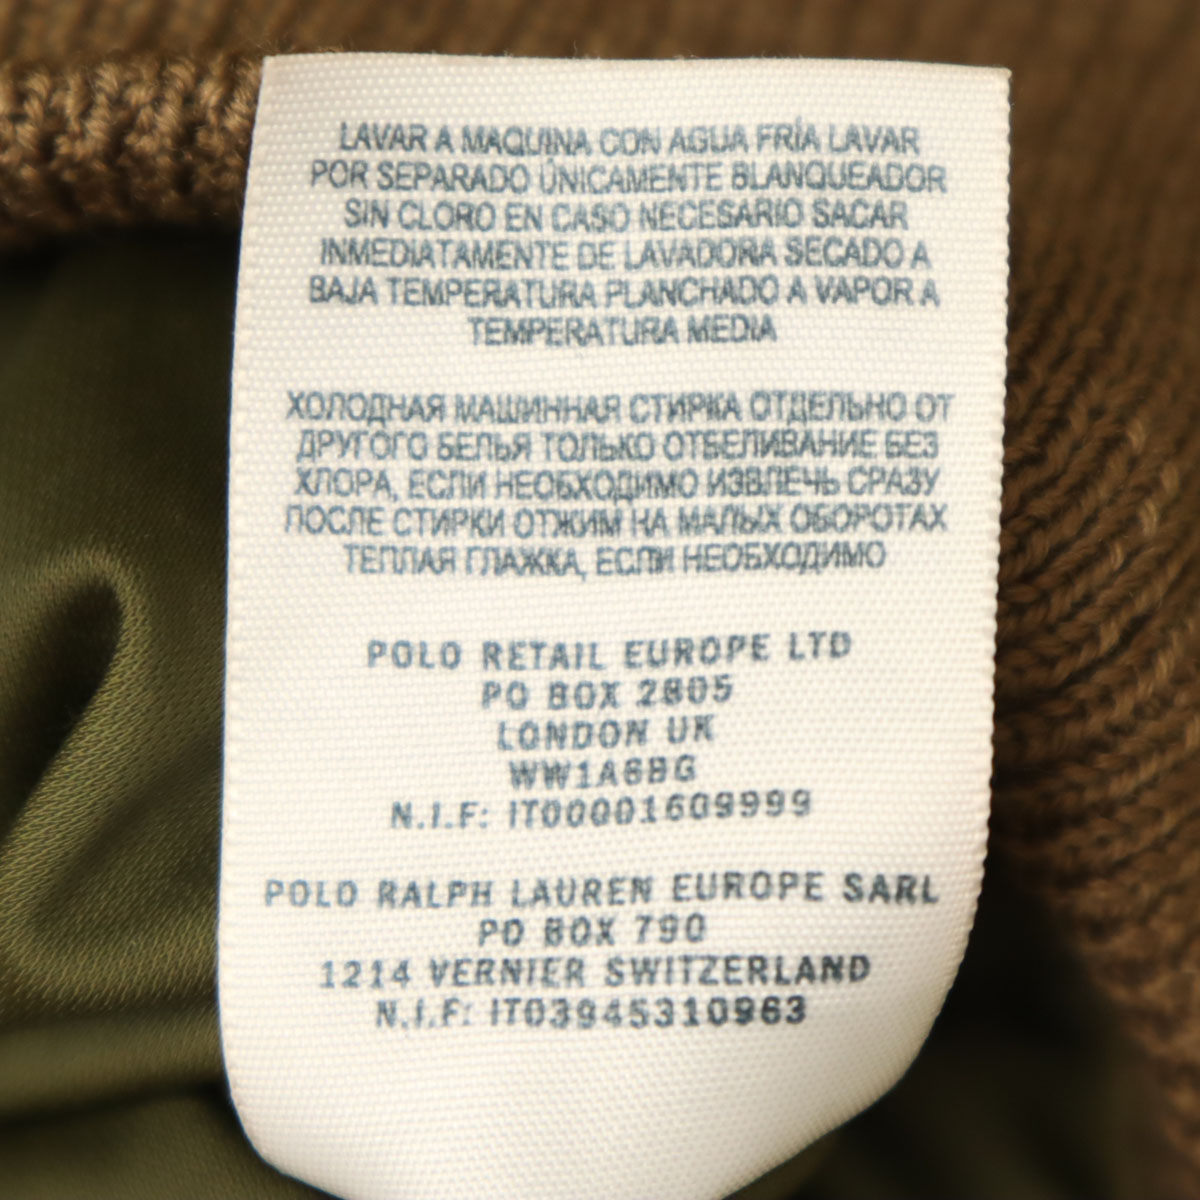 LAVAR A MAQUINA CON AGUA FRÍA LAVAR
POR SEPARADO ÚNICAMENTE BLANQUEADOR
SIN CLORO EN CASO NECESARIO SACAR
INMEDIATAMENTE DE LAVADORA SECADO A
BAJA TEMPERATURA PLANCHADO A VAPOR A
TEMPERATURA MEDIA
ХОЛОДНАЯ МАШИННАЯ СТИРКА ОТДЕЛЬНО ОТ
ДРУГОГО БЕЛЬЯ ТОЛЬКО ОТБЕЛИВАНИЕ БЕЗ
ХЛОРА, ЕСЛИ НЕОБХОДИМО ИЗВЛЕЧЬ СРАЗУ
ПОСЛЕ СТИРКИ ОТЖИМ НА МАЛЫХ ОБОРОТАХ
ТЕПЛАЯ ГЛАЖКА, ЕСЛИ НЕОБХОДИМО
POLO RETAIL EUROPE LTD
PO BOX 2805
LONDON UK
WW1A6BG
N.I.F: IT00001609999
POLO RALPH LAUREN EUROPE SARL
PO BOX 790
1214 VERNIER SWITZERLAND
N.I.F: IT03945310963